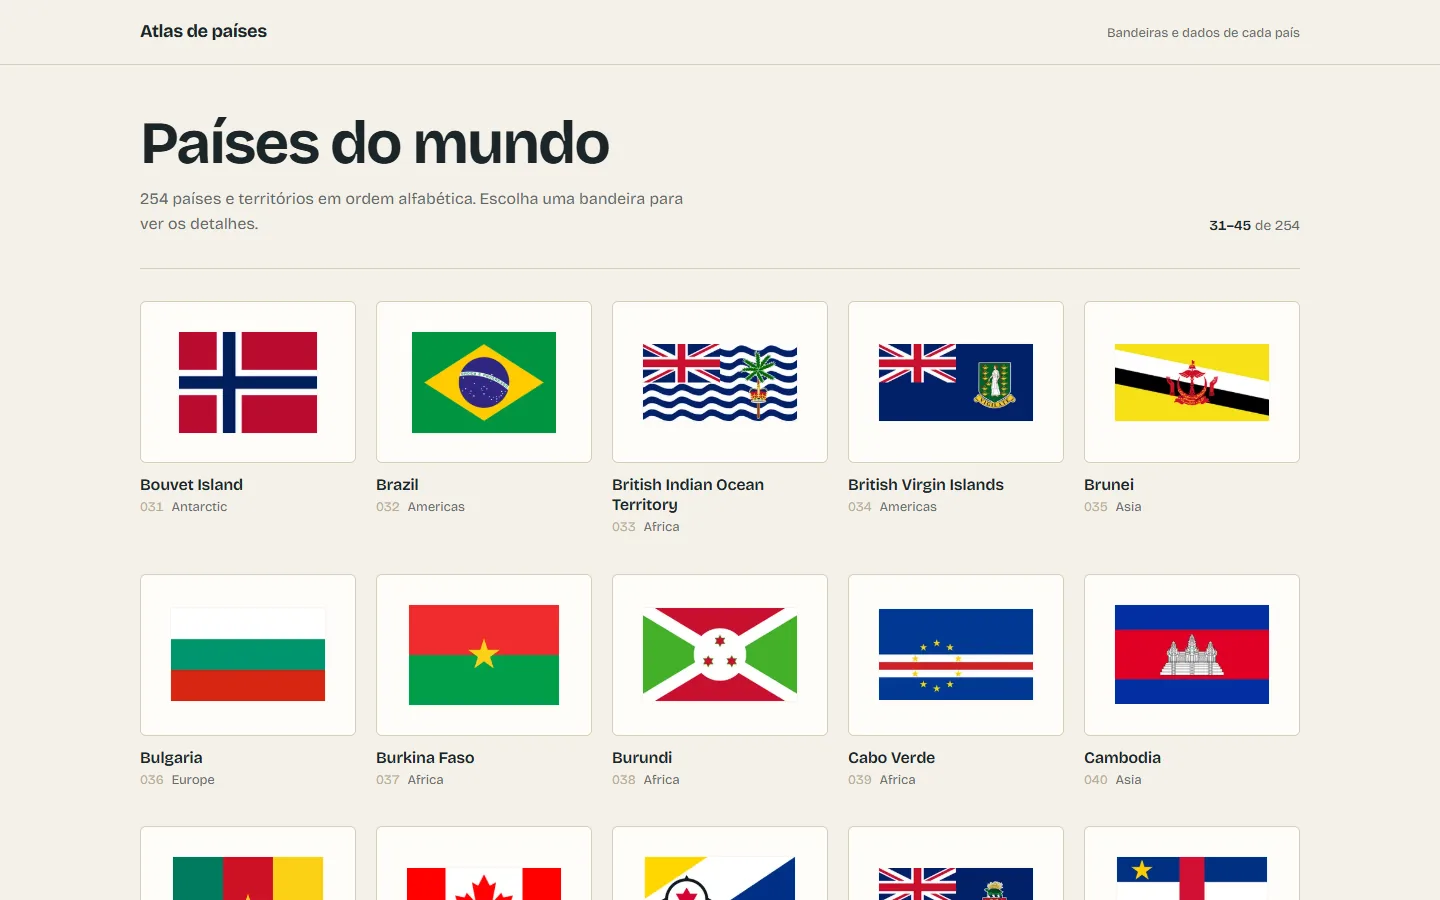 Atlas de países
Bandeiras e dados de cada país
Países do mundo
254 países e territórios em ordem alfabética. Escolha uma bandeira para
ver os detalhes.
31–45 de 254
Bouvet Island
031 Antarctic
Brazil
032 Americas
British Indian Ocean
Territory
033 Africa
British Virgin Islands
034 Americas
Brunei
035 Asia
Bulgaria
036 Europe
Burkina Faso
037 Africa
Burundi
038 Africa
Cabo Verde
039 Africa
Cambodia
040 Asia